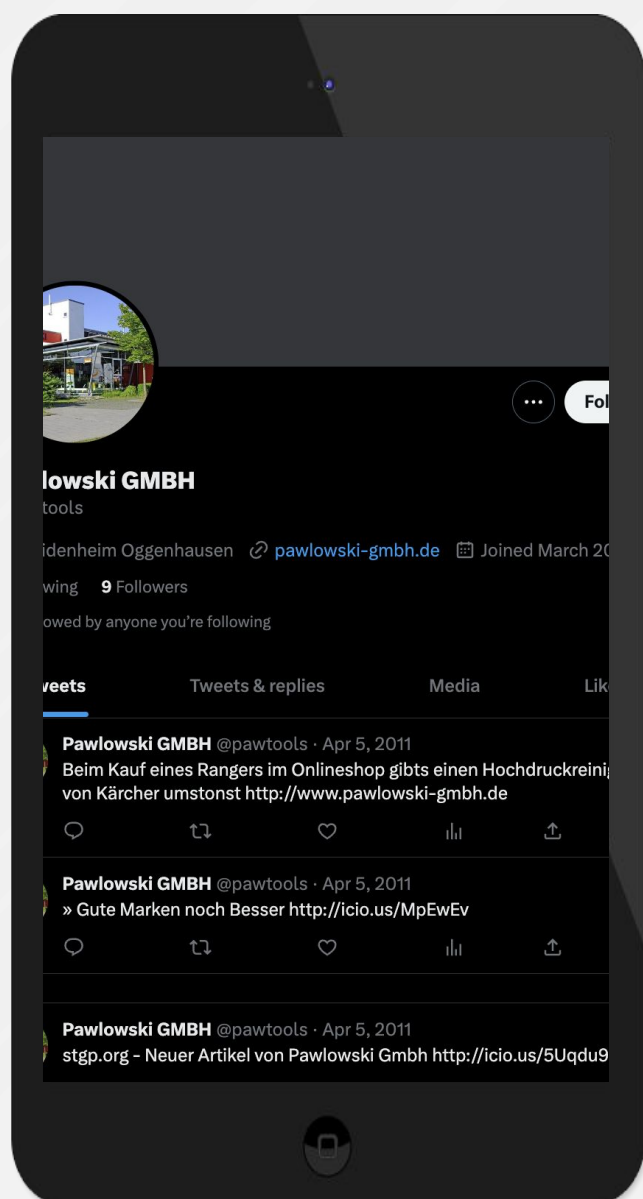 Fol
lowski GMBH
tools
idenheim Oggenhausen pawlowski-gmbh.de Joined March 20
wing 9 Followers
owed by anyone you're following
weets Tweets & replies Media Lik
Pawlowski GMBH @pawtools · Apr 5, 2011
Beim Kauf eines Rangers im Onlineshop gibts einen Hochdruckreinig
von Kärcher umstonst http://www.pawlowski-gmbh.de
Pawlowski GMBH @pawtools · Apr 5, 2011
» Gute Marken noch Besser http://icio.us/MpEwEv
Pawlowski GMBH @pawtools · Apr 5, 2011
stgp.org - Neuer Artikel von Pawlowski Gmbh http://icio.us/5Uqdu9